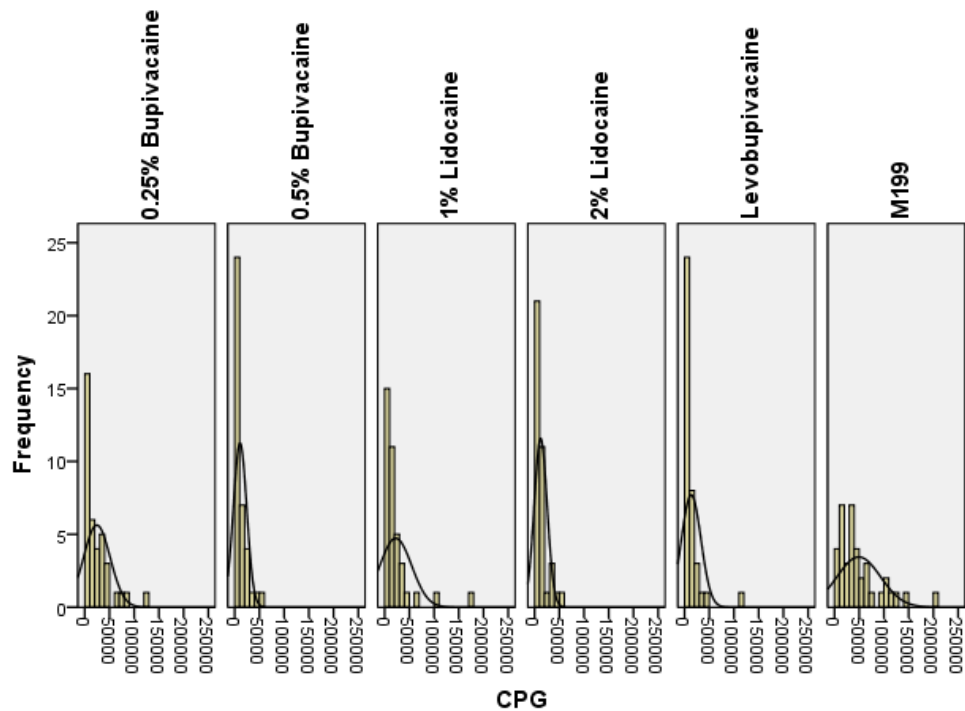 0.25% Bupivacaine
0.5% Bupivacaine
1% Lidocaine
2% Lidocaine
Levobupivacaine
M199
Frequency
25
20
15
10
5
0
0 50000 100000 150000 200000 250000
0 50000 100000 150000 200000 250000
0 50000 100000 150000 200000 250000
0 50000 100000 150000 200000 250000
0 50000 100000 150000 200000 250000
0 50000 100000 150000 200000 250000
CPG